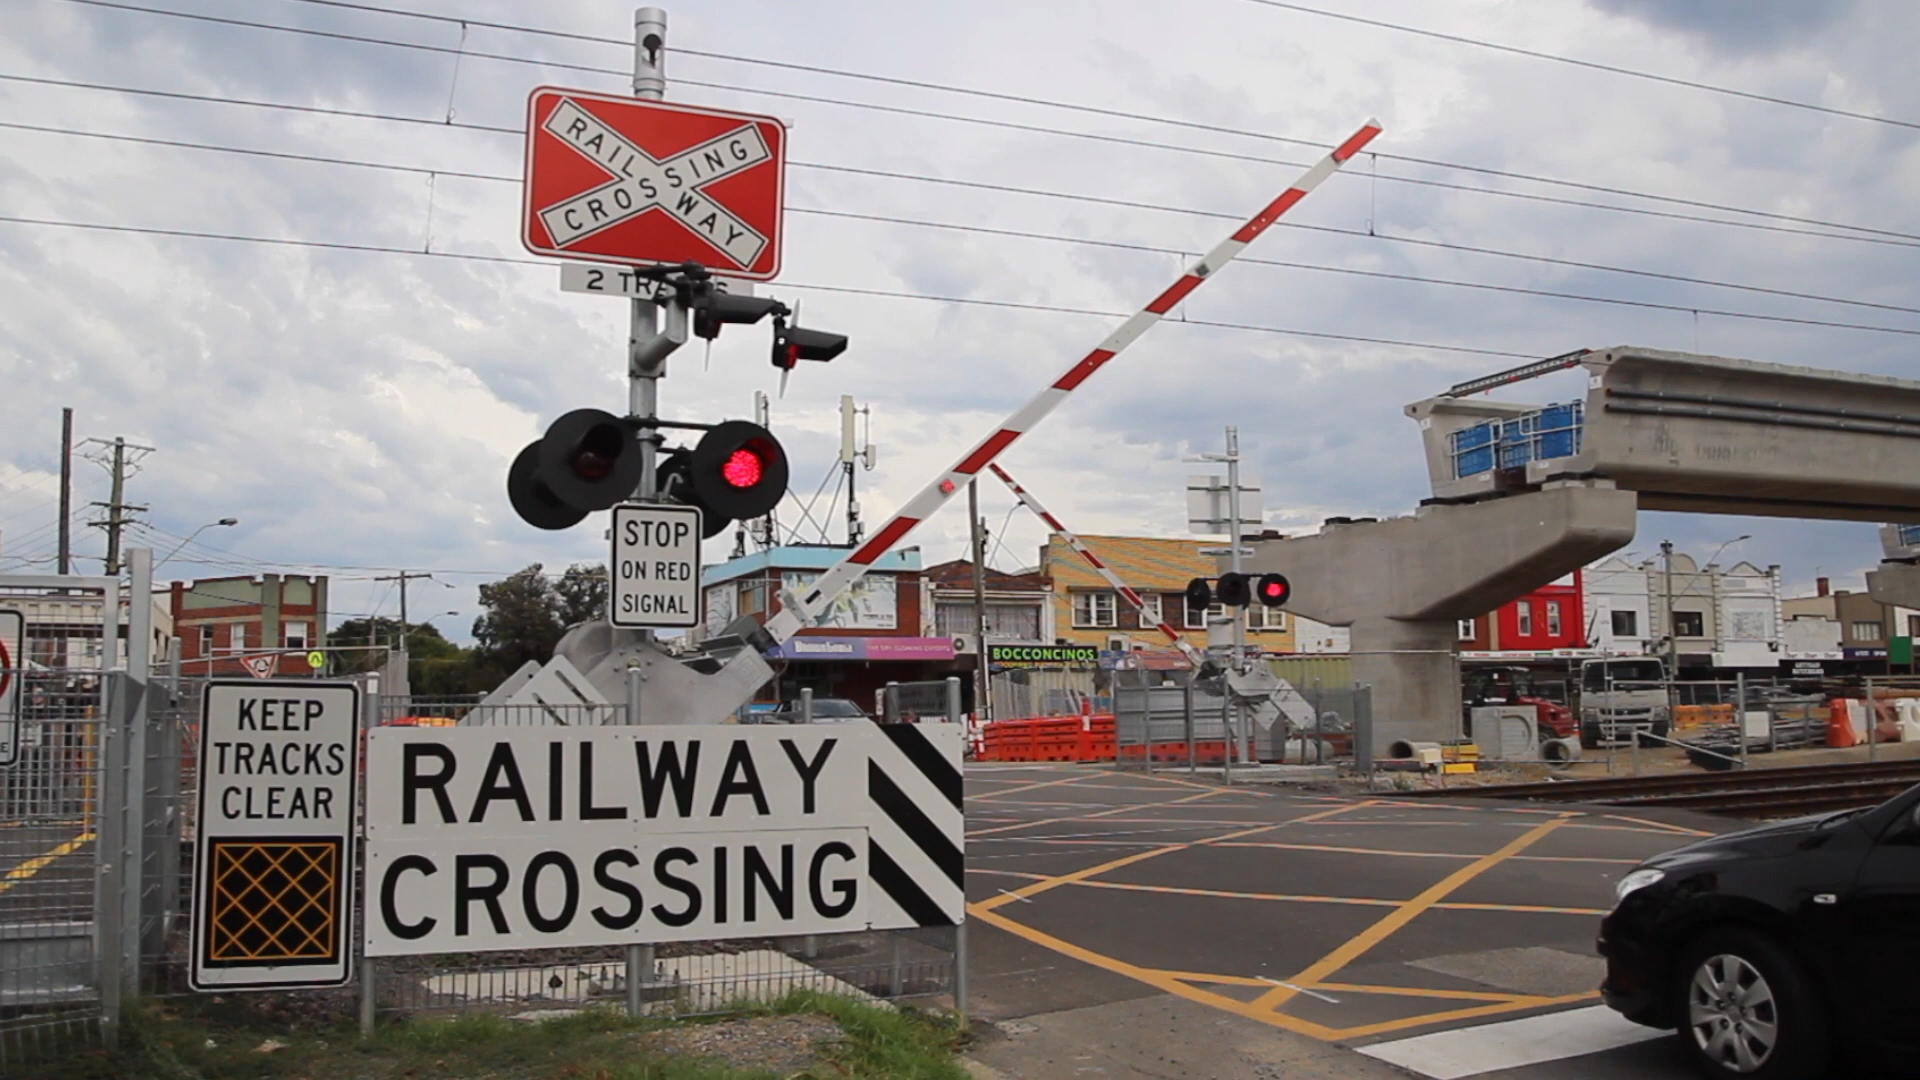 RAILWAY
CROSSING
2 TRA S
STOP
ON RED
SIGNAL
BOCCONCINOS
KEEP
TRACKS
CLEAR
RAILWAY
CROSSING